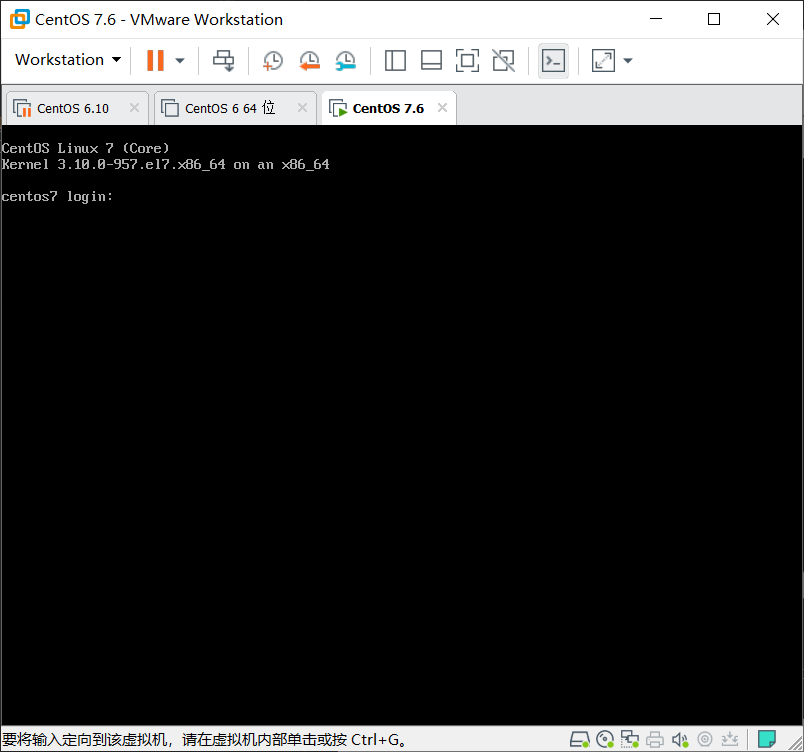 CentOS 7.6 - VMware Workstation
Workstation
CentOS 6.10
CentOS 6 64 位
CentOS 7.6
CentOS Linux 7 (Core)
Kernel 3.10.0-957.el7.x86_64 on an x86_64
centos7 login:
要将输入定向到该虚拟机，请在虚拟机内部单击或按 Ctrl+G。